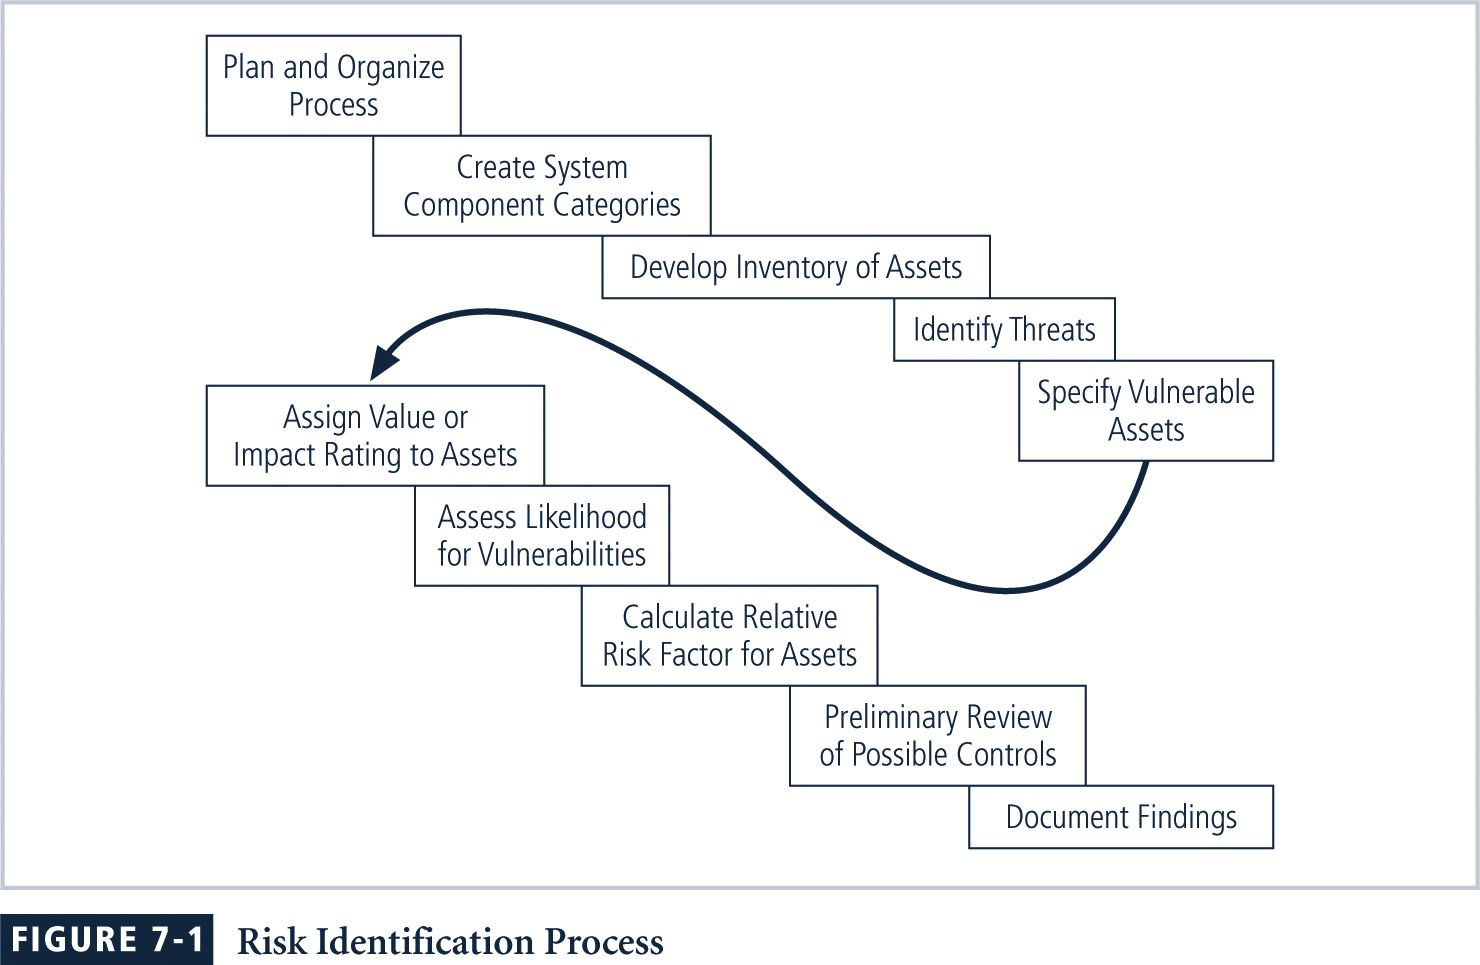 Plan and Organize
Process
Create System
Component Categories
Develop Inventory of Assets
Identify Threats
Specify Vulnerable
Assets
Assign Value or
Impact Rating to Assets
Assess Likelihood
for Vulnerabilities
Calculate Relative
Risk Factor for Assets
Preliminary Review
of Possible Controls
Document Findings
FIGURE 7-1 Risk Identification Process